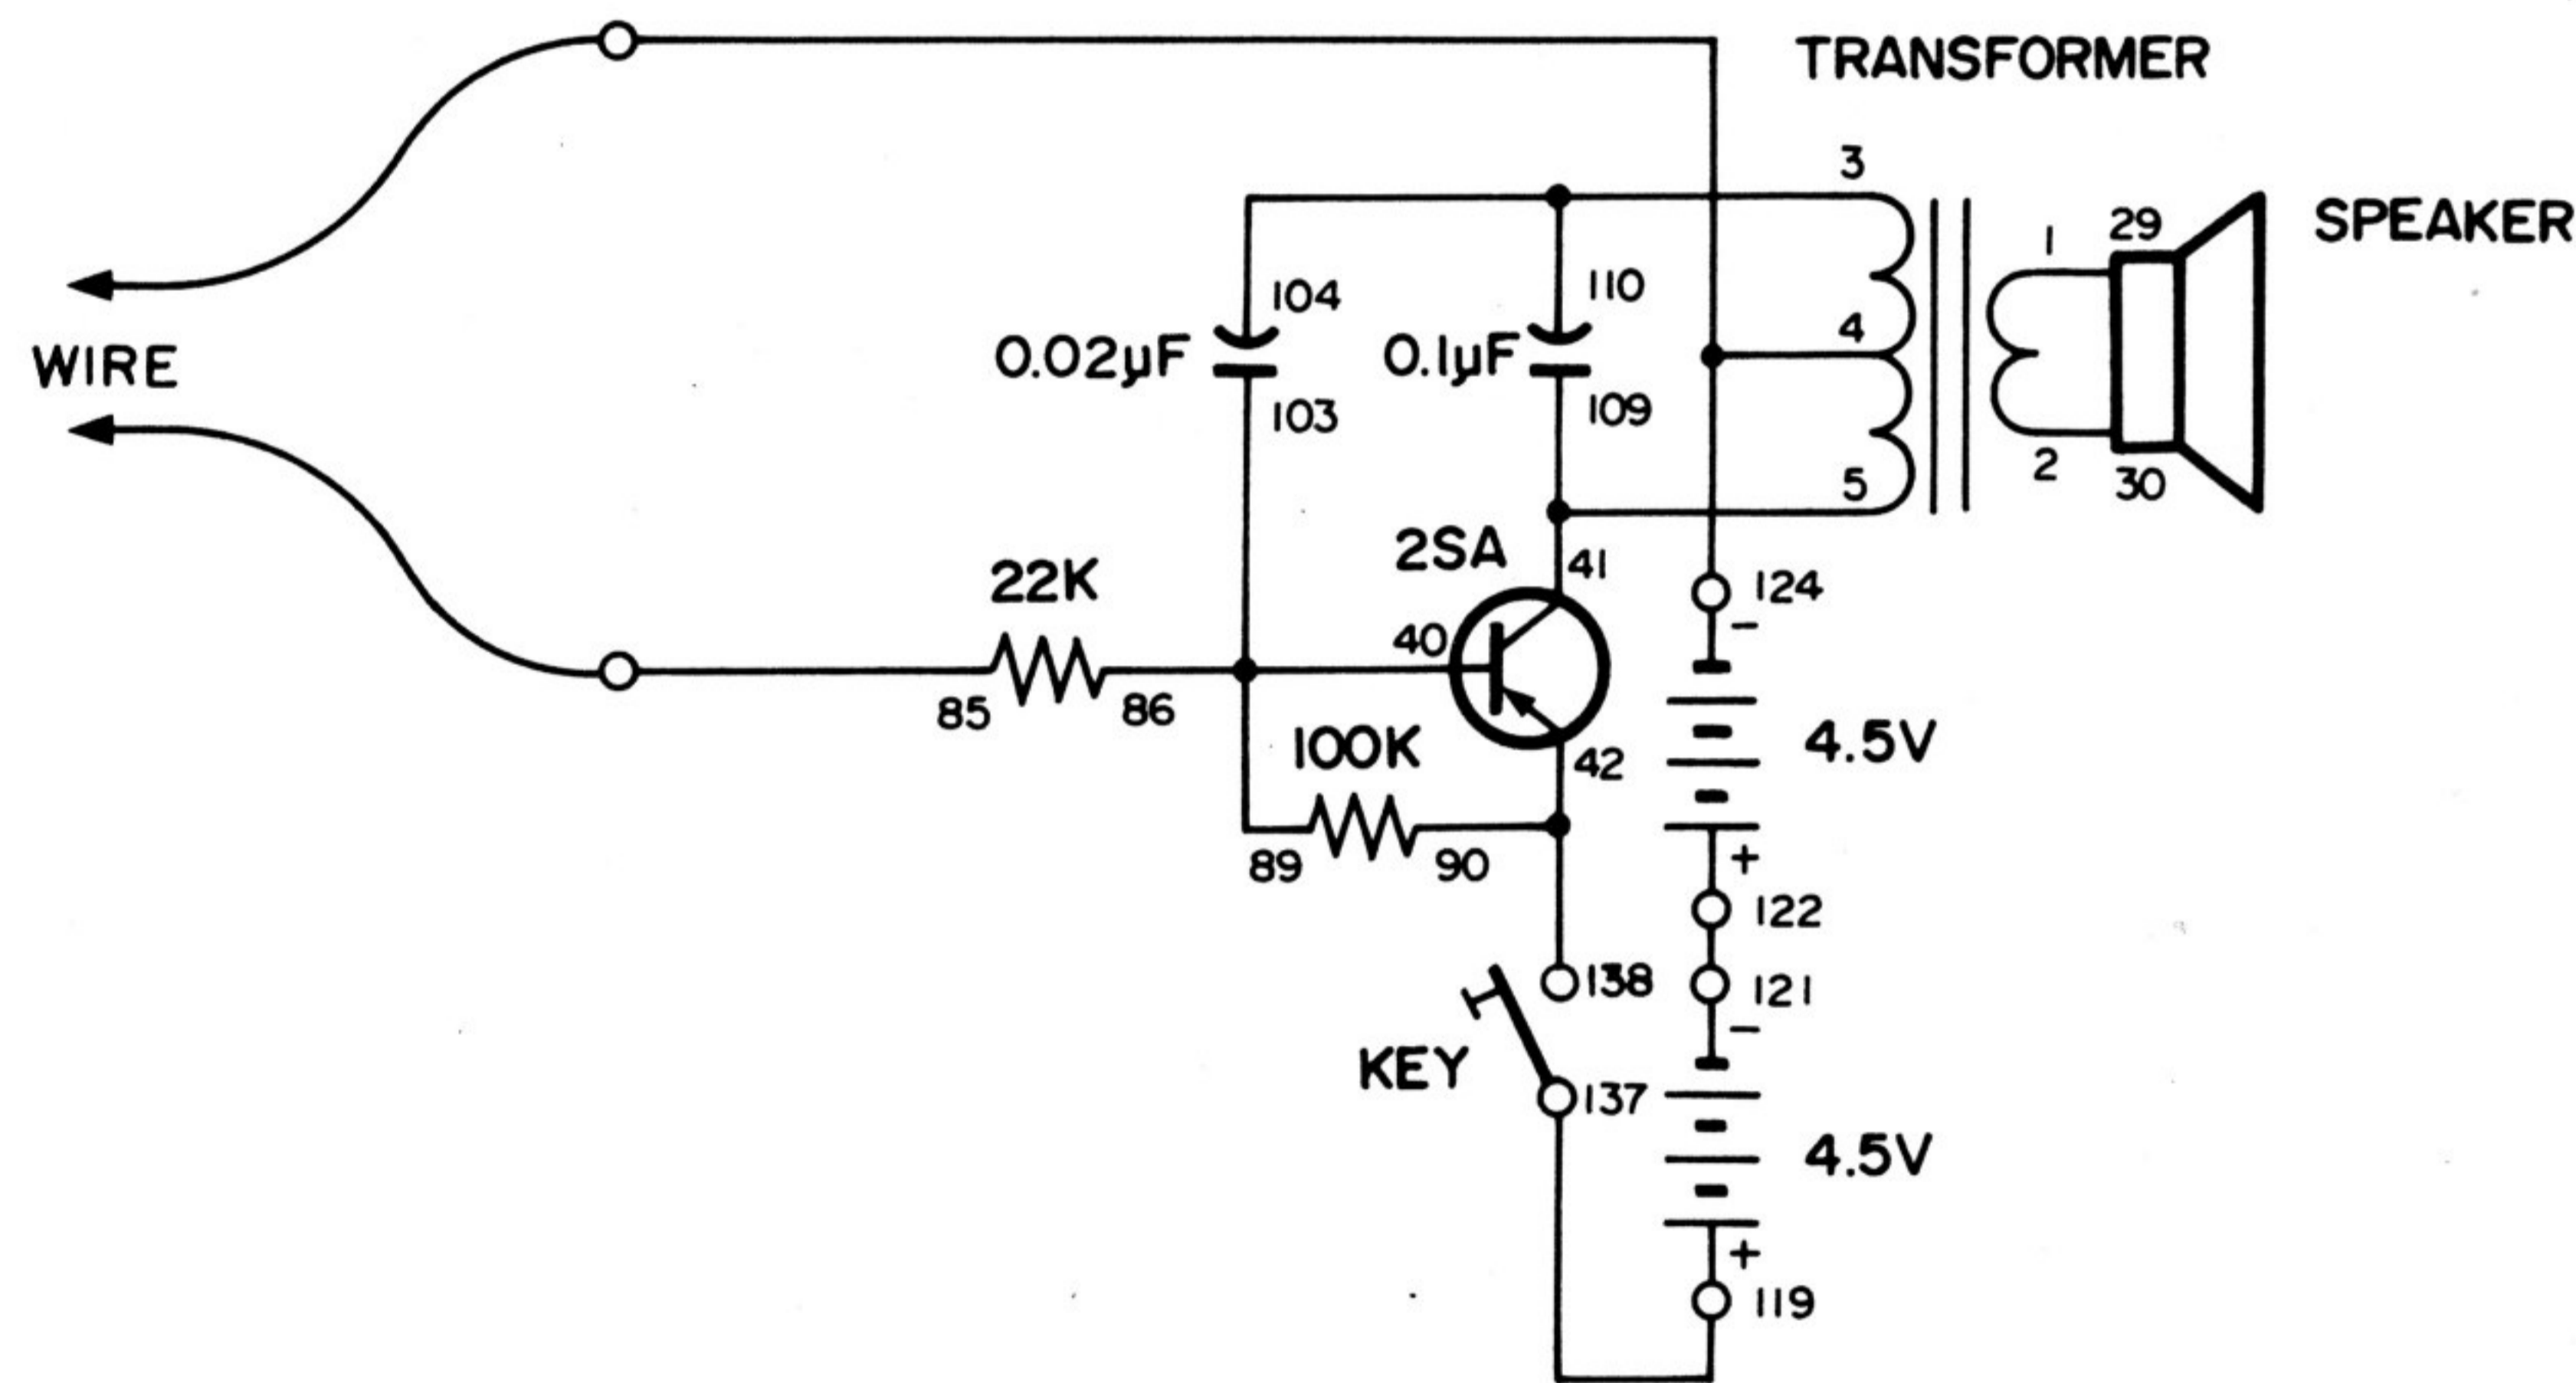 TRANSFORMER
3
SPEAKER
1
29
104
110
4
0.02µF
0.1µF
WIRE
103
109
5
2
30
2SA
41
22K
124
-
40
85
86
100K
42
4.5V
89
90
+
122
138
121
-
KEY
137
4.5V
+
119